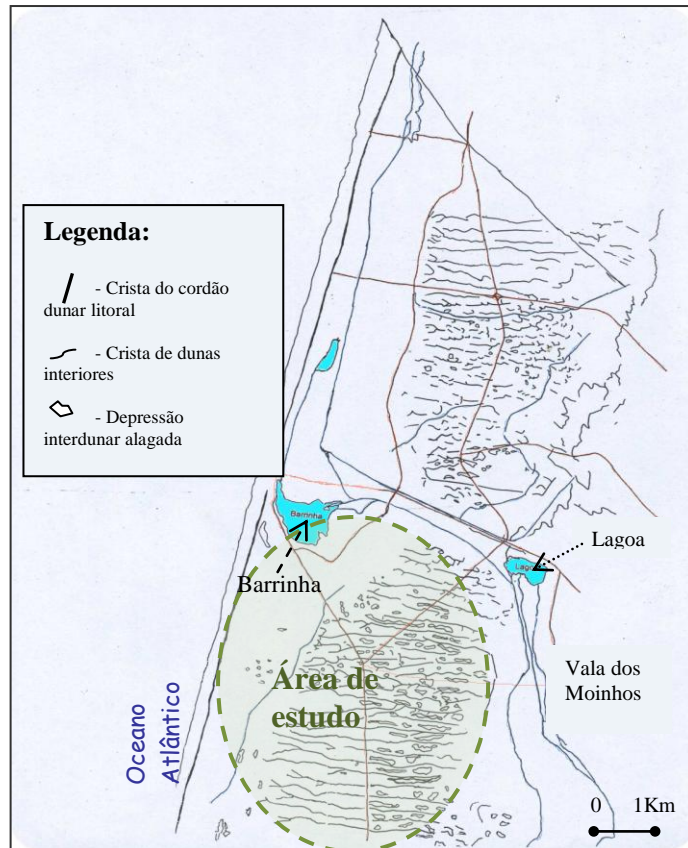 Legenda:
- Crista do cordão
dunar litoral
- Crista de dunas
interiores
- Depressão
interdunar alagada
Barrinha
Barrinha
Lagoa
Lagoa
Área de
estudo
Vala dos
Moinhos
Oceano
Atlântico
0 1Km